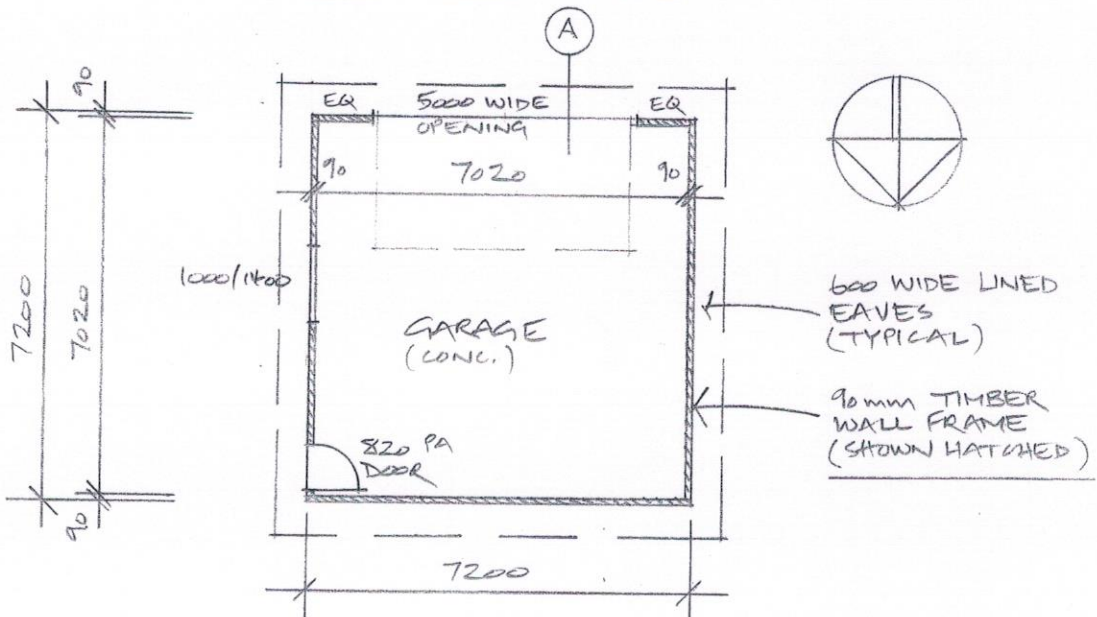 A
90
EQ
5000 WIDE
OPENING
EQ
90
7020
90
7200
7020
1000/1400
GARAGE
(CONC.)
600 WIDE LINED
EAVES
(TYPICAL)
90mm TIMBER
WALL FRAME
(SHOWN HATCHED)
820 PA
DOOR
90
7200